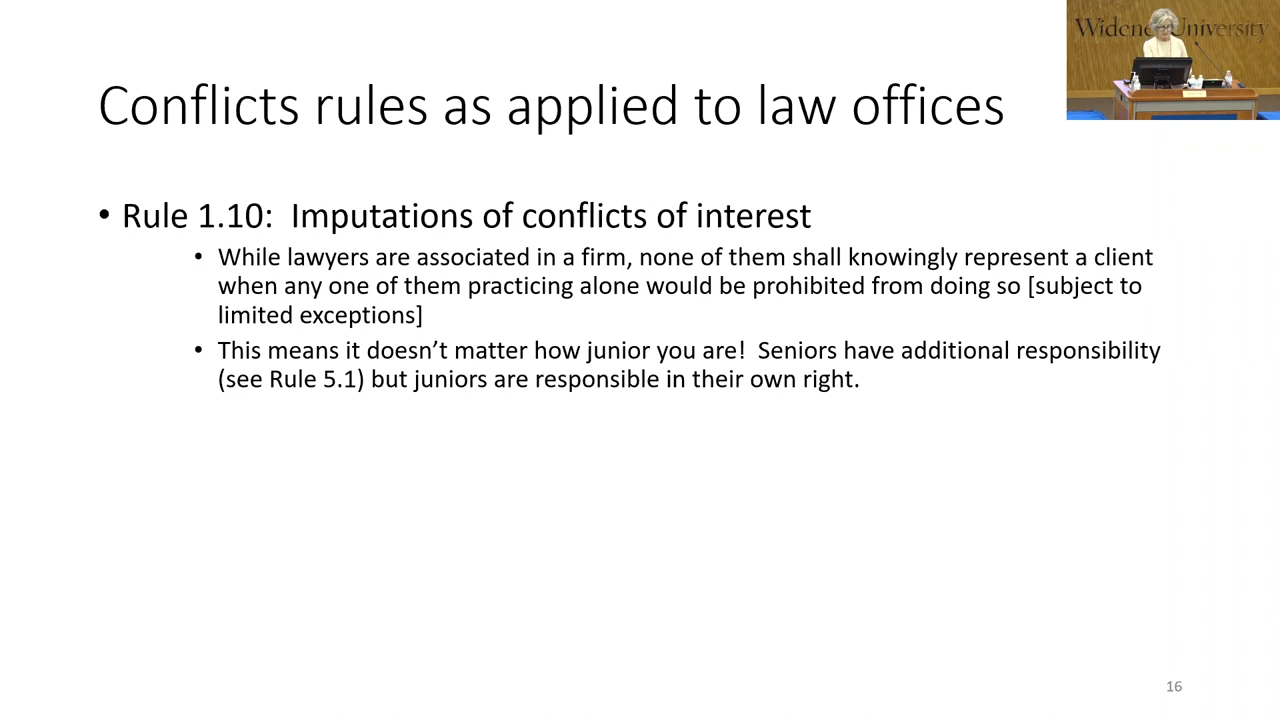 Widener University
Conflicts rules as applied to law offices
• Rule 1.10: Imputations of conflicts of interest
• While lawyers are associated in a firm, none of them shall knowingly represent a client
when any one of them practicing alone would be prohibited from doing so [subject to
limited exceptions]
• This means it doesn’t matter how junior you are! Seniors have additional responsibility
(see Rule 5.1) but juniors are responsible in their own right.
16